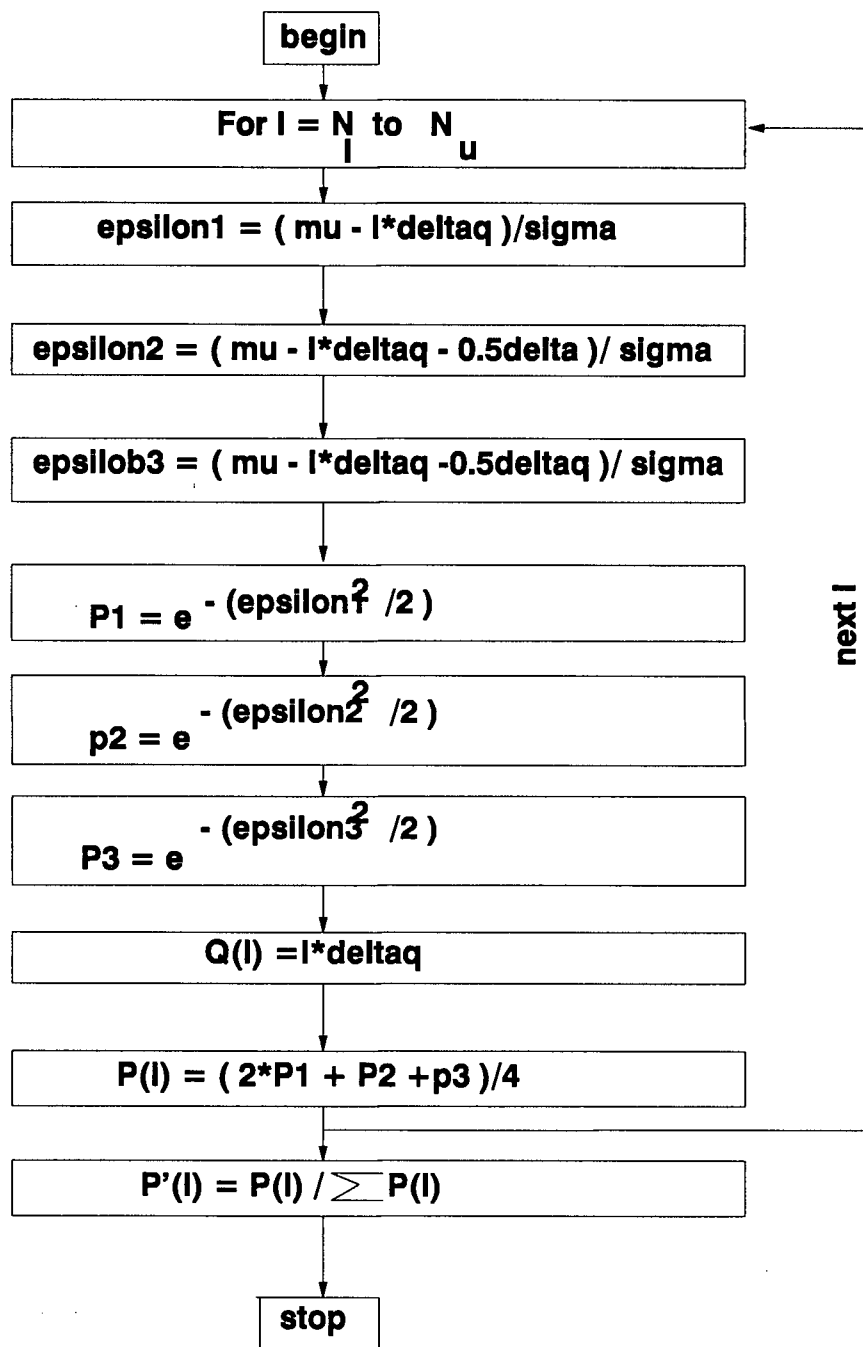 begin
For I = N_l to N_u
epsilon1 = ( mu - I*deltaq )/sigma
epsilon2 = ( mu - I*deltaq - 0.5delta )/ sigma
epsilob3 = ( mu - I*deltaq -0.5deltaq )/ sigma
P1 = e^- (epsilon1^2 /2 )
p2 = e^- (epsilon2^2 /2 )
P3 = e^- (epsilon3^2 /2 )
Q(I) =I*deltaq
P(I) = ( 2*P1 + P2 +p3 )/4
P'(I) = P(I) / ∑ P(I)
stop
next I